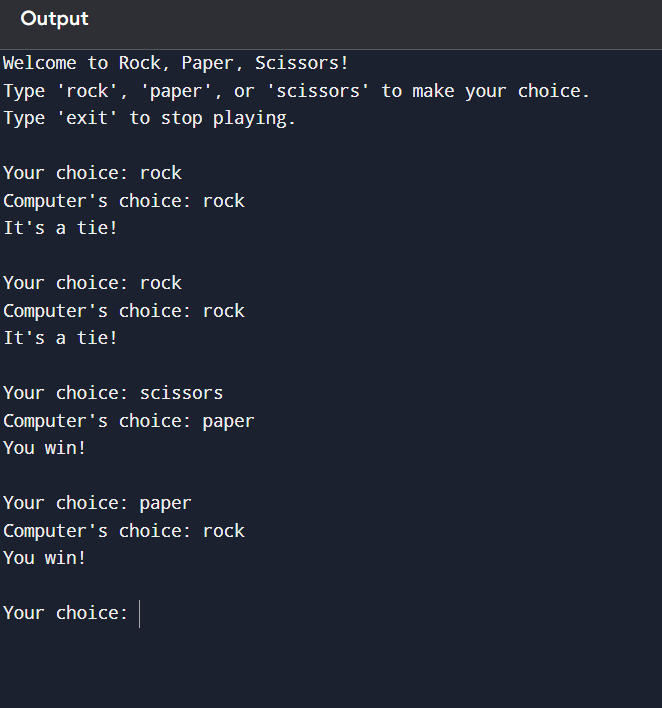 Output
Welcome to Rock, Paper, Scissors!
Type 'rock', 'paper', or 'scissors' to make your choice.
Type 'exit' to stop playing.
Your choice: rock
Computer's choice: rock
It's a tie!
Your choice: rock
Computer's choice: rock
It's a tie!
Your choice: scissors
Computer's choice: paper
You win!
Your choice: paper
Computer's choice: rock
You win!
Your choice: